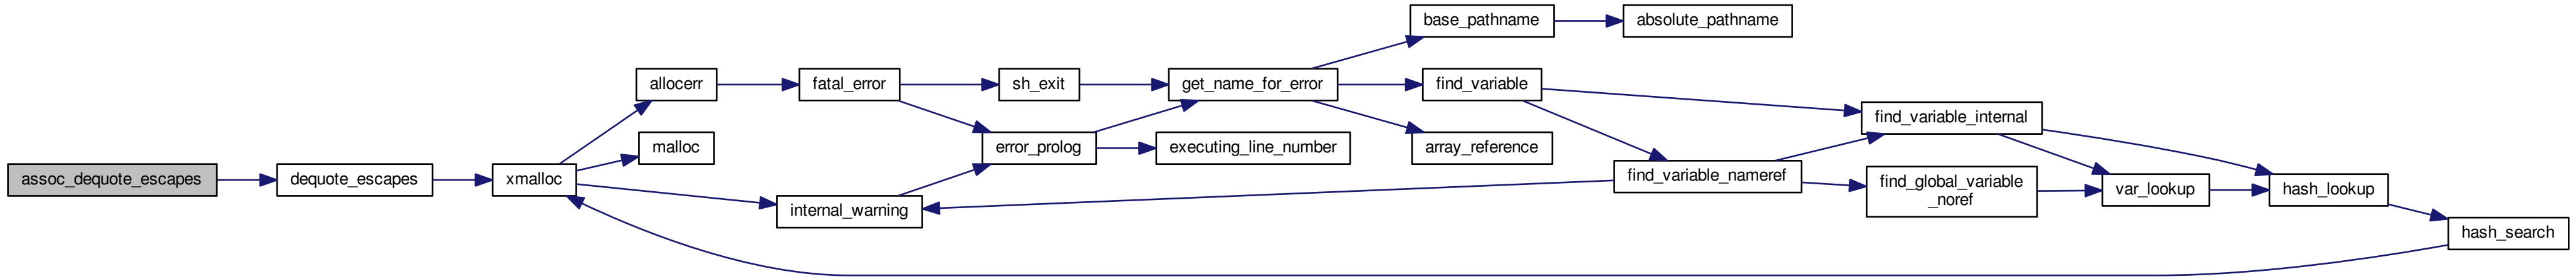 assoc_dequote_escapes
dequote_escapes
xmalloc
allocerr
malloc
internal_warning
fatal_error
sh_exit
error_prolog
get_name_for_error
executing_line_number
base_pathname
find_variable
array_reference
absolute_pathname
find_variable_nameref
find_variable_internal
find_global_variable
_noref
var_lookup
hash_lookup
hash_search